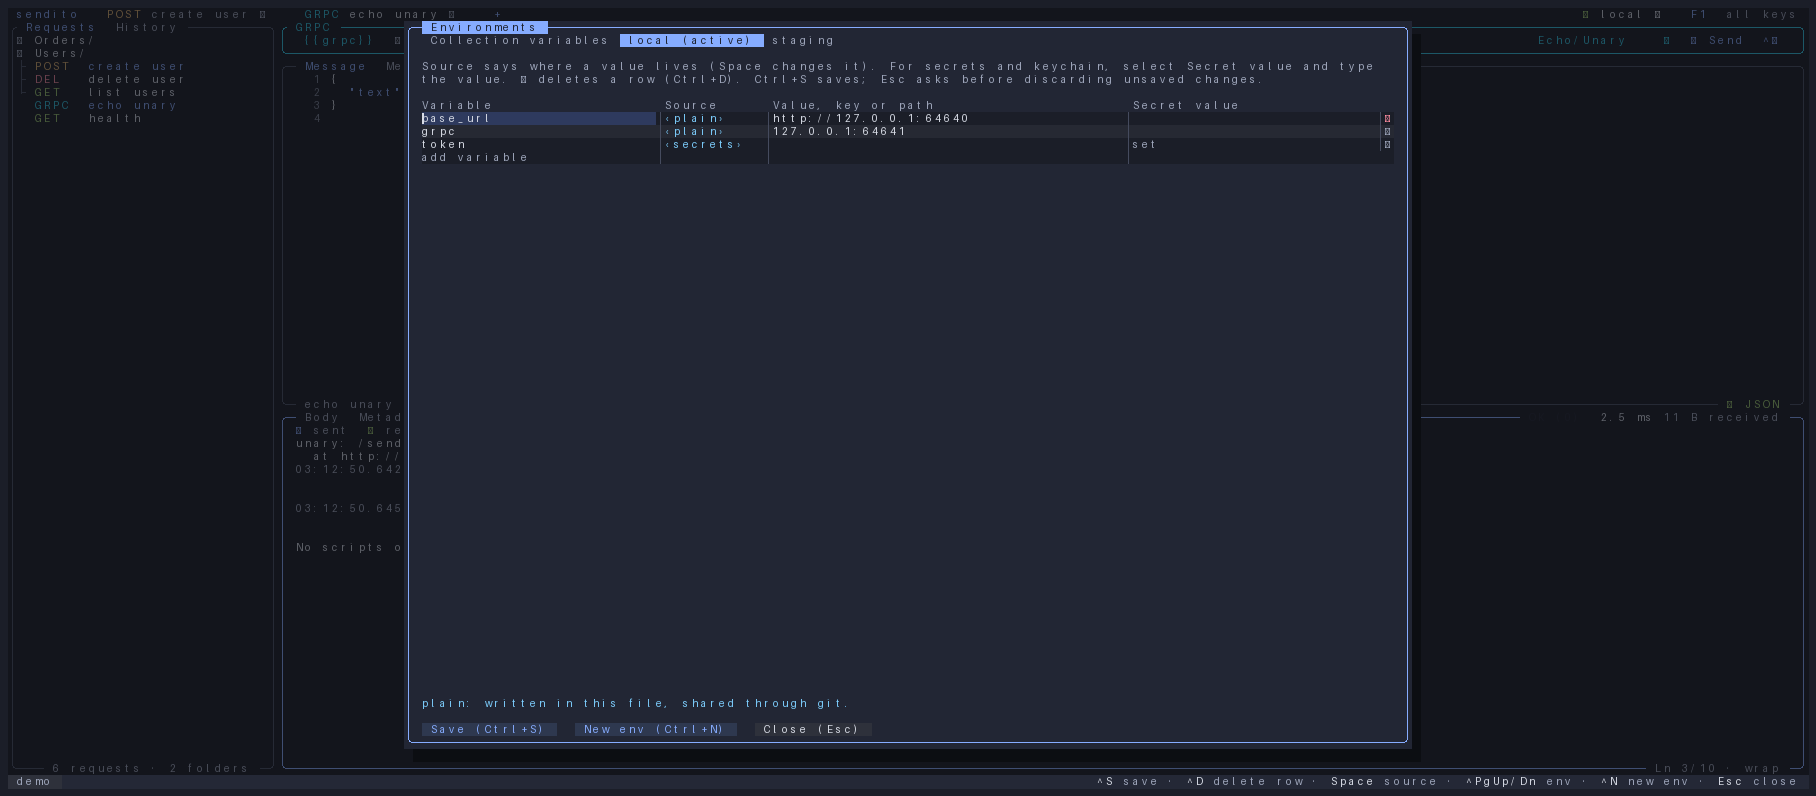 sendito POST create user GRPC echo unary + local F1 all keys
Requests History
GRPC
Environments
Orders/
{{grpc}}
Collection variables local (active) staging
Echo/Unary Send ^
Users/
POST create user
DEL delete user
GET list users
GRPC echo unary
GET health
Message Me
1 {
2 "text"
3 }
4
Source says where a value lives (Space changes it). For secrets and keychain, select Secret value and type
the value. deletes a row (Ctrl+D). Ctrl+S saves; Esc asks before discarding unsaved changes.
Variable Source Value, key or path Secret value
base_url ‹plain› http://127.0.0.1:64640
grpc ‹plain› 127.0.0.1:64641
token ‹secrets› set
add variable
echo unary JSON
Body Metad 2.5 ms 11 B received
sent re
unary: /send
at http://
03:12:50.642
03:12:50.645
No scripts o
plain: written in this file, shared through git.
Save (Ctrl+S) New env (Ctrl+N) Close (Esc)
6 requests · 2 folders Ln 3/10 · wrap
demo ^S save · ^D delete row · Space source · ^PgUp/Dn env · ^N new env · Esc close